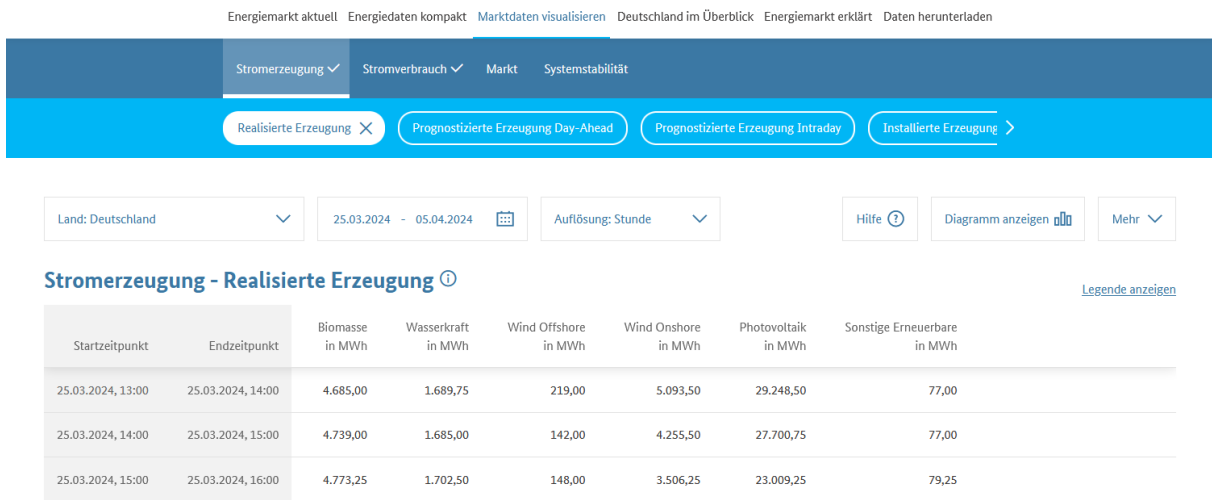 Energiemarkt aktuell Energiedaten kompakt Marktdaten visualisieren Deutschland im Überblick Energiemarkt erklärt Daten herunterladen
Stromerzeugung Stromverbrauch Markt Systemstabilität
Realisierte Erzeugung Prognostizierte Erzeugung Day-Ahead Prognostizierte Erzeugung Intraday Installierte Erzeugung
Land: Deutschland 25.03.2024 - 05.04.2024 Auflösung: Stunde Hilfe Diagramm anzeigen Mehr
Stromerzeugung - Realisierte Erzeugung
Legende anzeigen
Biomasse Wasserkraft Wind Offshore Wind Onshore Photovoltaik Sonstige Erneuerbare
Startzeitpunkt Endzeitpunkt in MWh in MWh in MWh in MWh in MWh in MWh
25.03.2024, 13:00 25.03.2024, 14:00 4.685,00 1.689,75 219,00 5.093,50 29.248,50 77,00
25.03.2024, 14:00 25.03.2024, 15:00 4.739,00 1.685,00 142,00 4.255,50 27.700,75 77,00
25.03.2024, 15:00 25.03.2024, 16:00 4.773,25 1.702,50 148,00 3.506,25 23.009,25 79,25